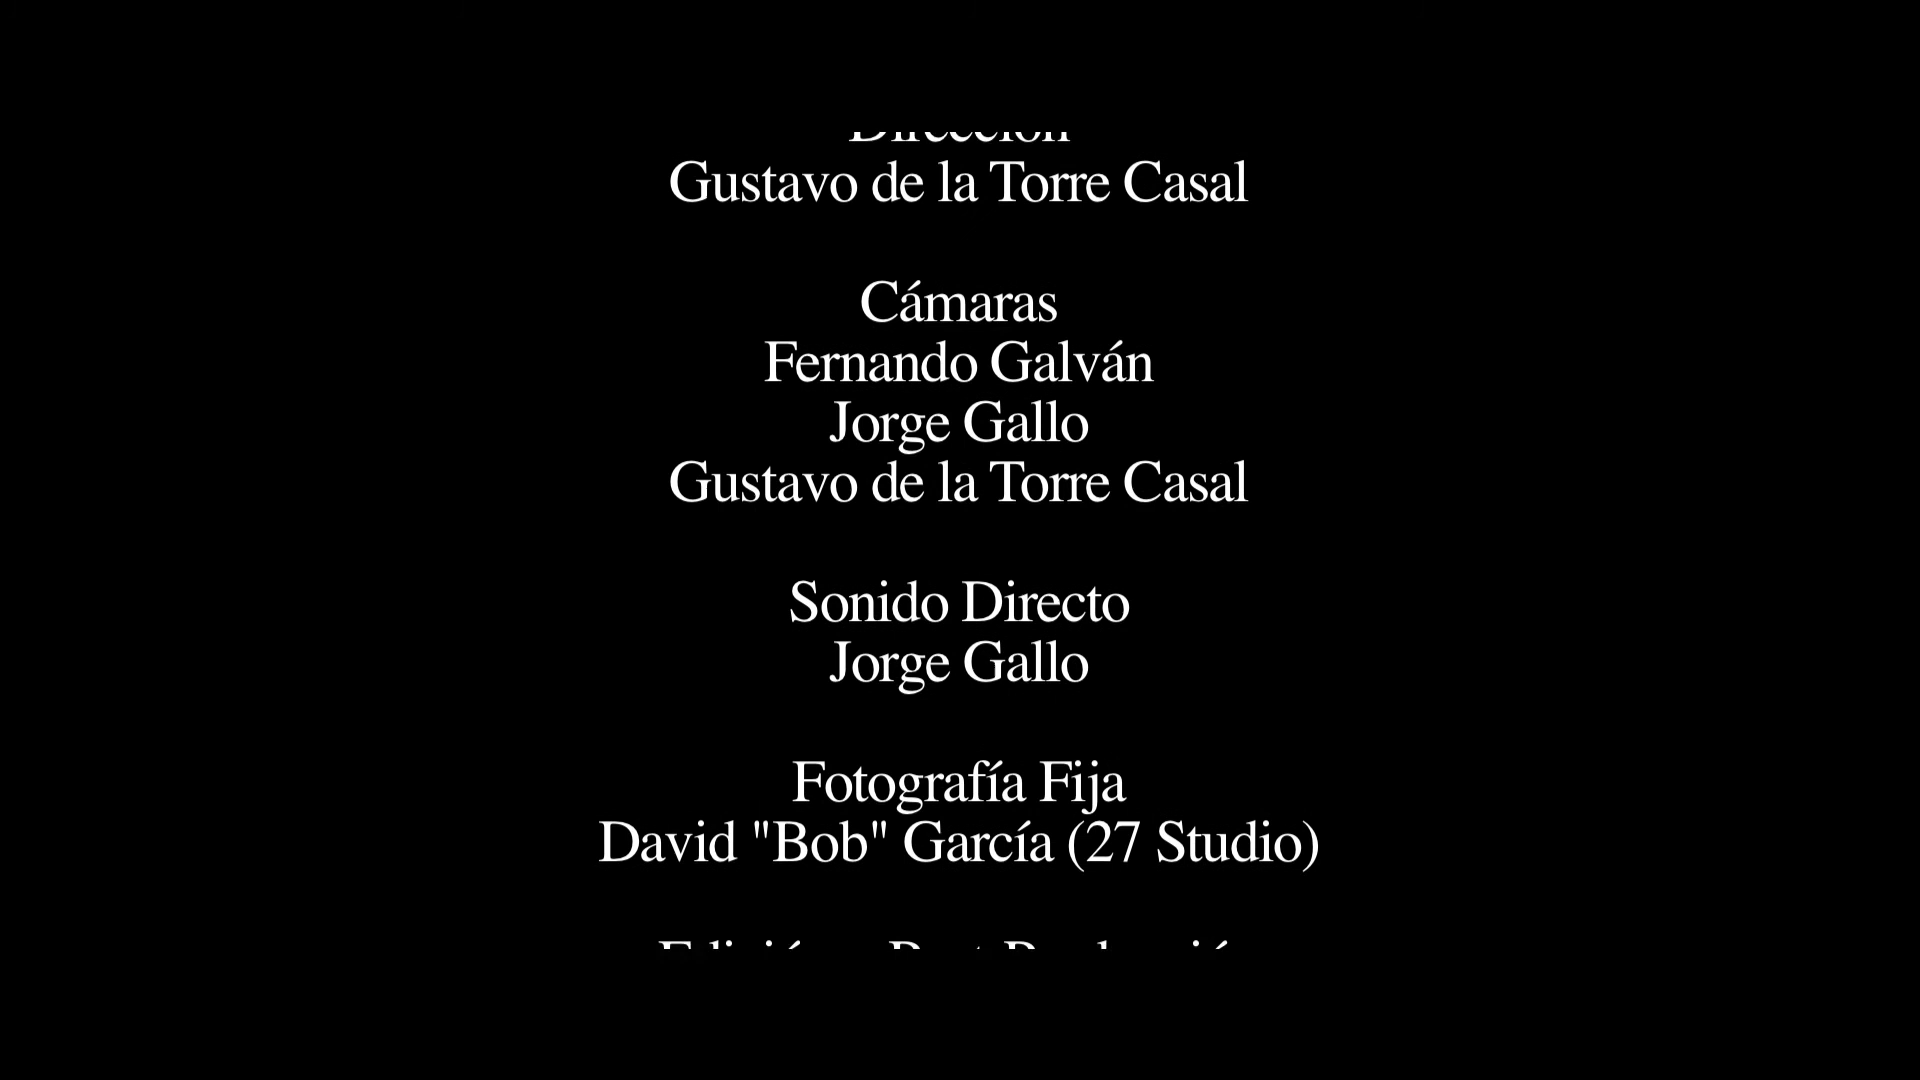 Dirección
Gustavo de la Torre Casal
Cámaras
Fernando Galván
Jorge Gallo
Gustavo de la Torre Casal
Sonido Directo
Jorge Gallo
Fotografía Fija
David "Bob" García (27 Studio)